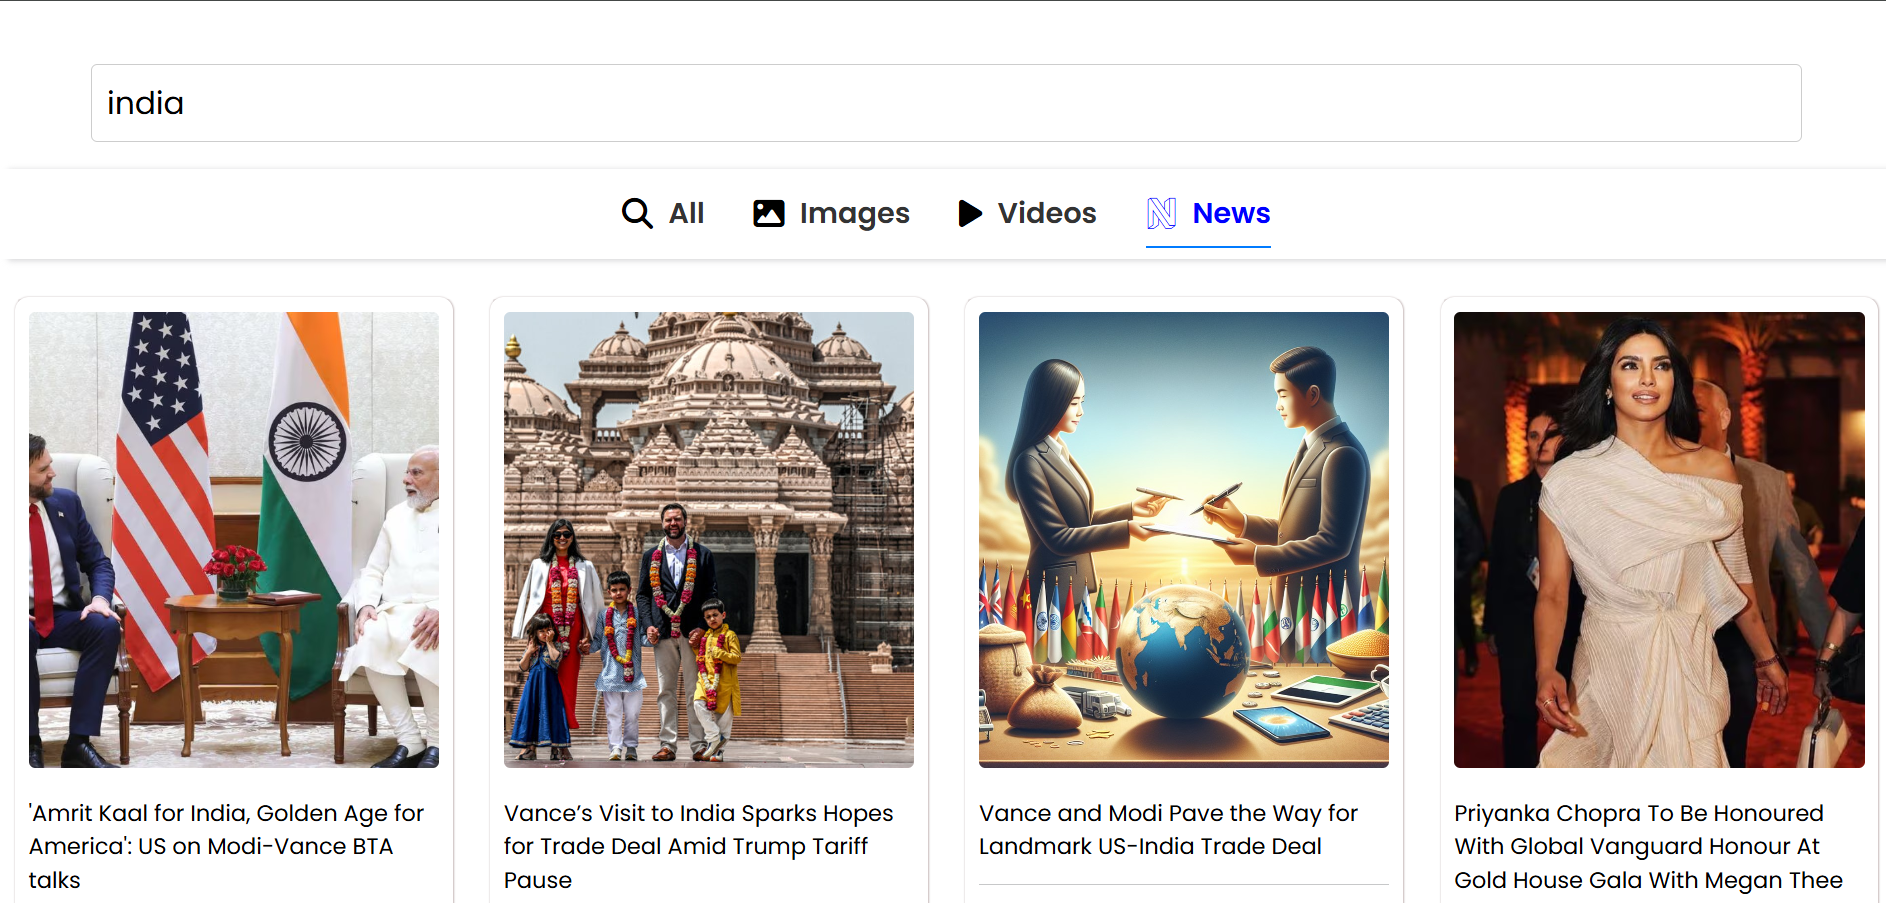 india
All
Images
Videos
News
'Amrit Kaal for India, Golden Age for
America': US on Modi-Vance BTA
talks
Vance’s Visit to India Sparks Hopes
for Trade Deal Amid Trump Tariff
Pause
Vance and Modi Pave the Way for
Landmark US-India Trade Deal
Priyanka Chopra To Be Honoured
With Global Vanguard Honour At
Gold House Gala With Megan Thee